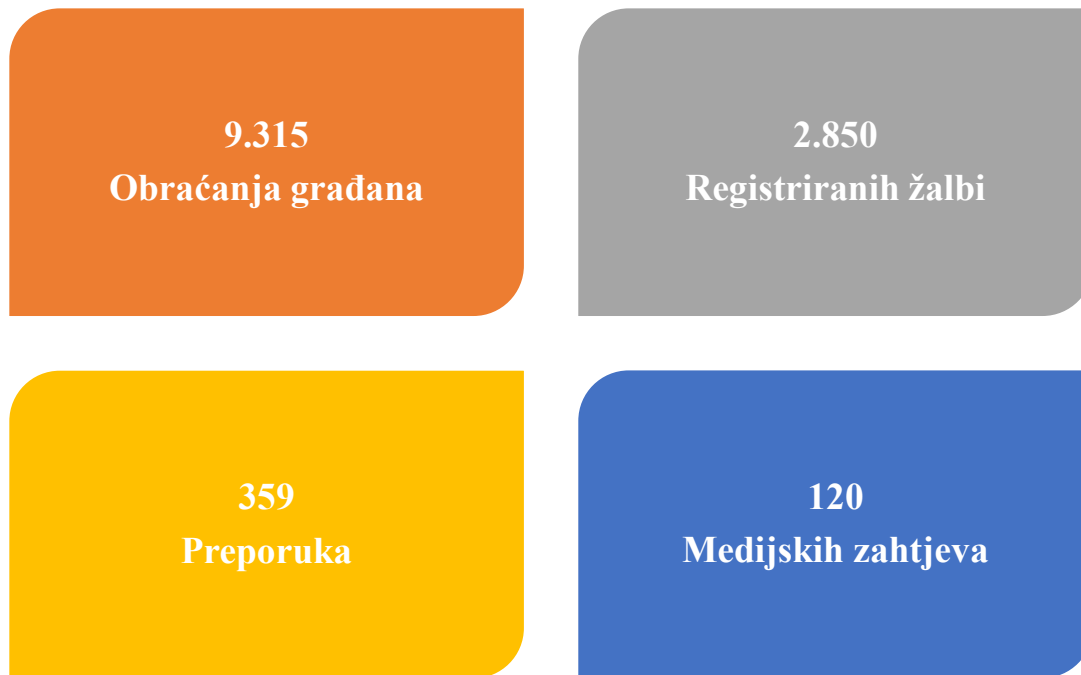 9.315
Obraćanja građana
2.850
Registriranih žalbi
359
Preporuka
120
Medijskih zahtjeva